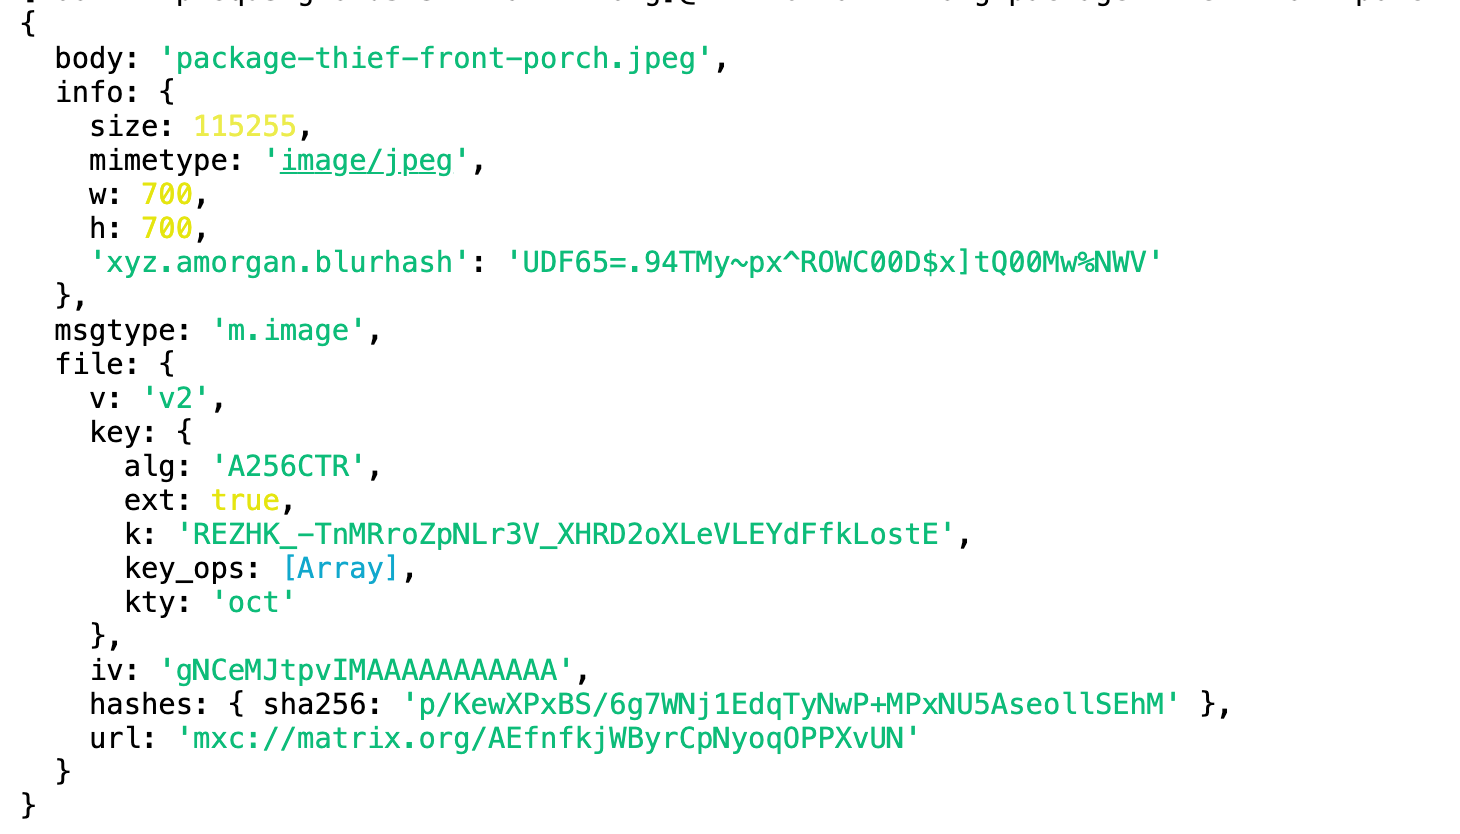 {
body: 'package-thief-front-porch.jpeg',
info: {
size: 115255,
mimetype: 'image/jpeg',
w: 700,
h: 700,
'xyz.amorgan.blurhash': 'UDF65=.94TMy~px^ROWC00D$x]tQ00Mw%NWV'
},
msgtype: 'm.image',
file: {
v: 'v2',
key: {
alg: 'A256CTR',
ext: true,
k: 'REZHK_-TnMRroZpNLr3V_XHRD2oXLeVLEYdFfkLostE',
key_ops: [Array],
kty: 'oct'
},
iv: 'gNCeMJtpvIMAAAAAAAAAAA',
hashes: { sha256: 'p/KewXPxBS/6g7WNj1EdqTyNwP+MPxNU5AseollSEhM' },
url: 'mxc://matrix.org/AEfnfkjWByrCpNyoqOPPXvUN'
}
}